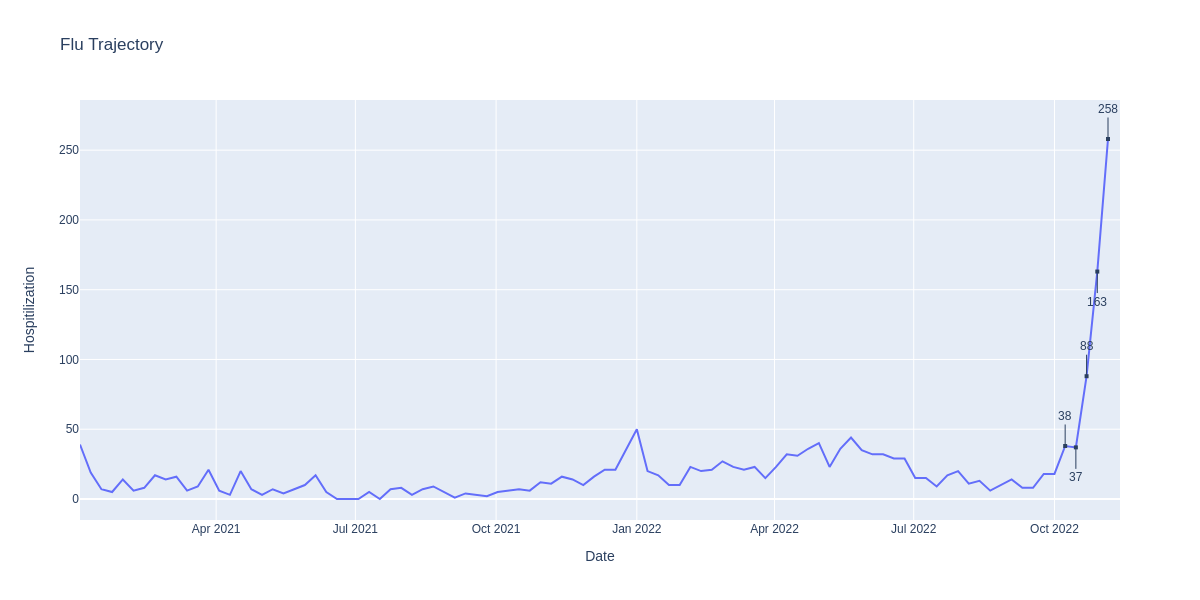 Flu Trajectory
258
250
200
150
163
88
100
38
50
37
0
Hospitilization
Apr 2021
Jul 2021
Oct 2021
Jan 2022
Apr 2022
Jul 2022
Oct 2022
Date